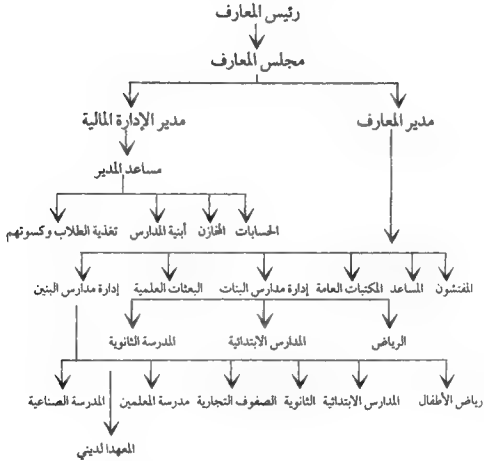 رئيس المعارف
مجلس المعارف
مدير المعارف مدير الإدارة المالية
مساعد المدير
الحسابات المخازن أبنية المدارس تغذية الطلاب وكسوتهم
المفتشون المساعد المكتبات العامة إدارة مدارس البنات البعثات العلمية إدارة مدارس البنين
الرياض المدارس الابتدائية المدرسة الثانوية
رياض الأطفال المدارس الابتدائية الثانوية الصفوف التجارية مدرسة المعلمين المدرسة الصناعية
المعهد الديني